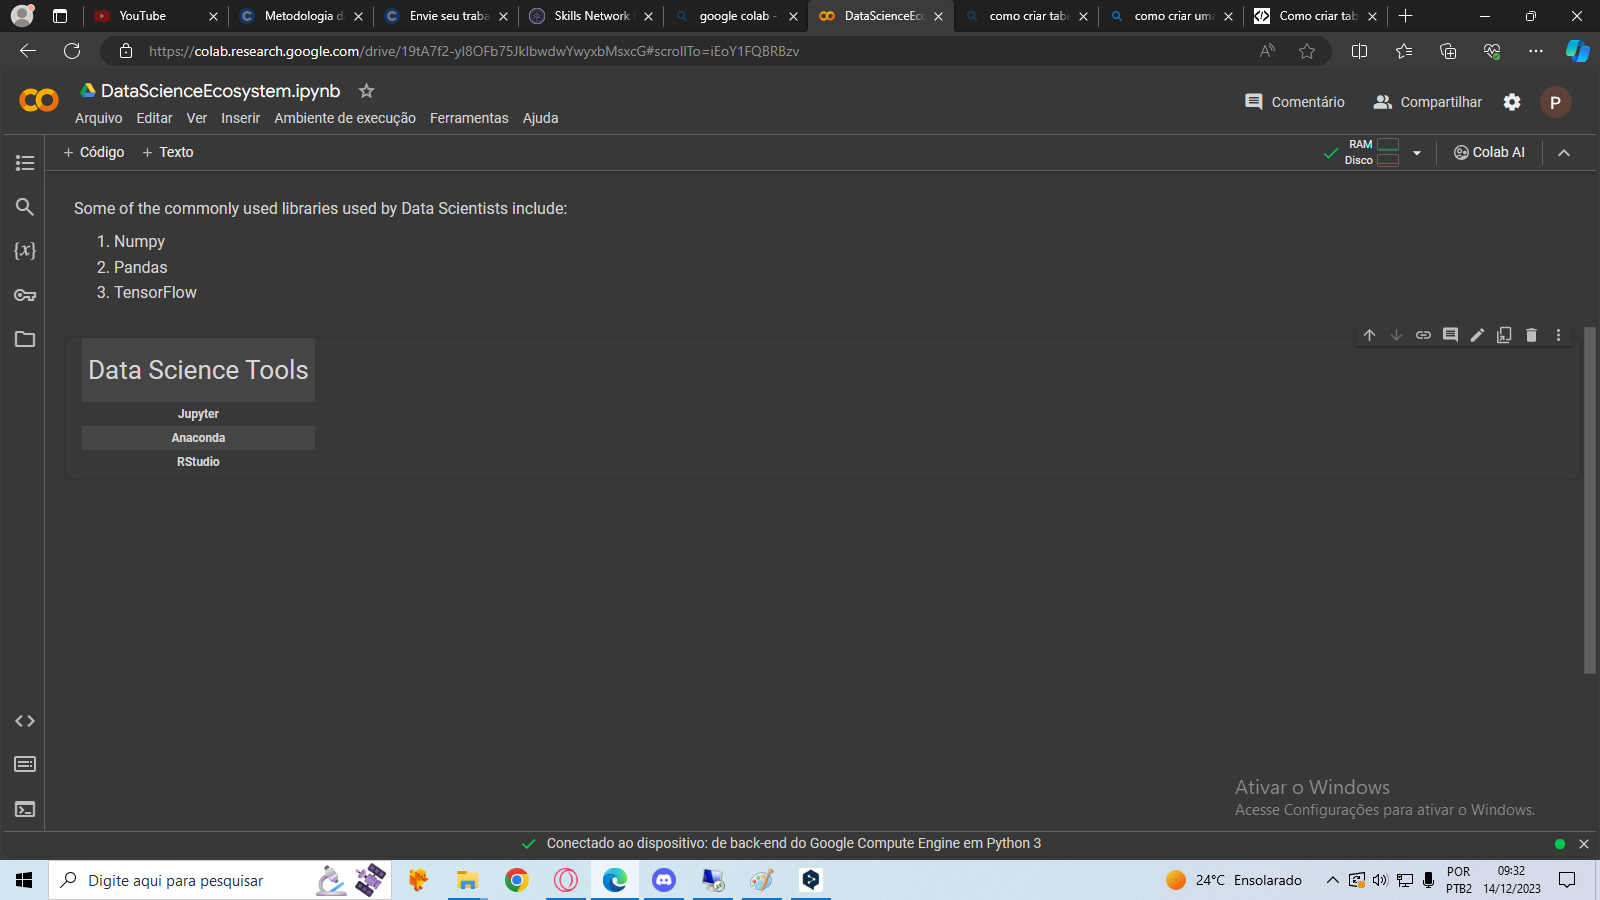 YouTube
Metodologia d
Envie seu traba
Skills Network
google colab -
DataScienceEco
como criar tabe
como criar uma
Como criar tab
https://colab.research.google.com/drive/19tA7f2-yI8OFb75JkIbwdwYwyxbMsxcG#scrollTo=iEoY1FQBRBzv
DataScienceEcosystem.ipynb
Comentário
Compartilhar
P
Arquivo Editar Ver Inserir Ambiente de execução Ferramentas Ajuda
+ Código + Texto
RAM
Disco
Colab AI
Some of the commonly used libraries used by Data Scientists include:
1. Numpy
2. Pandas
3. TensorFlow
Data Science Tools
Jupyter
Anaconda
RStudio
Ativar o Windows
Acesse Configurações para ativar o Windows.
Conectado ao dispositivo: de back-end do Google Compute Engine em Python 3
Digite aqui para pesquisar
24°C Ensolarado
POR
PTB2
09:32
14/12/2023